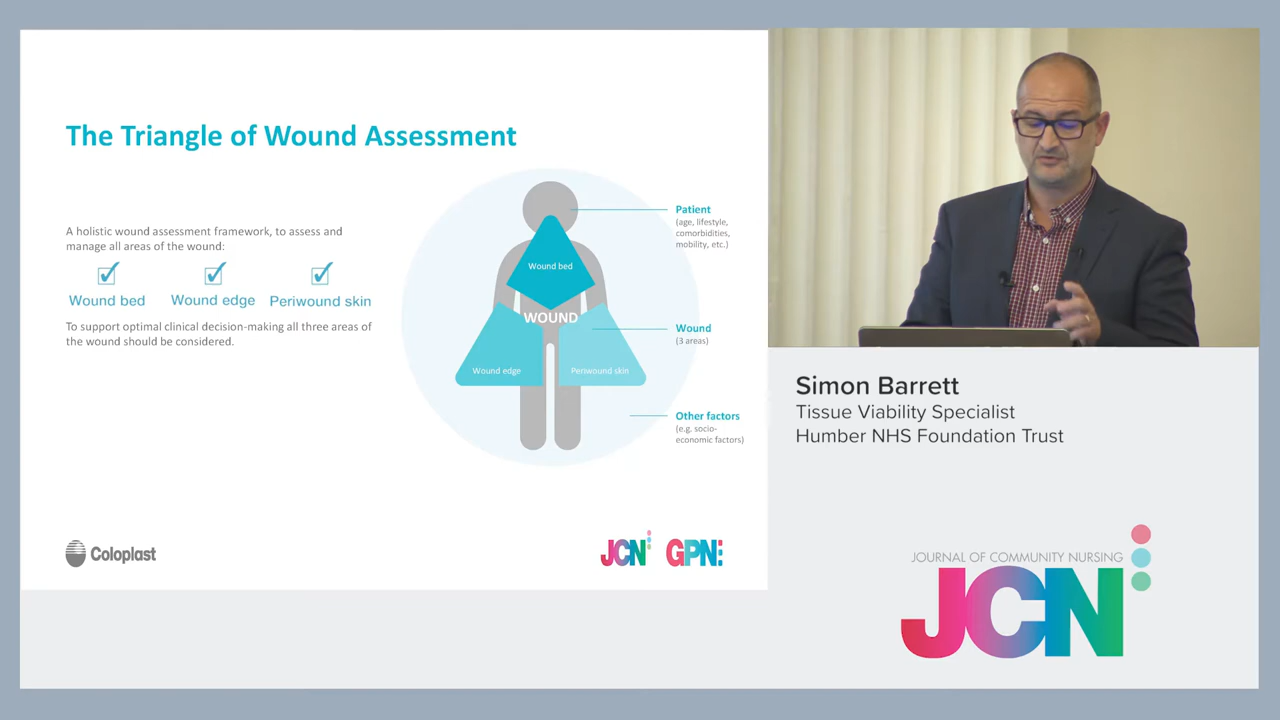 The Triangle of Wound Assessment
A holistic wound assessment framework, to assess and
manage all areas of the wound:
Wound bed
Wound edge
Periwound skin
To support optimal clinical decision-making all three areas of
the wound should be considered.
Wound bed
WOUND
Wound edge
Periwound skin
Patient
(age, lifestyle,
comorbidities,
mobility, etc.)
Wound
(3 areas)
Other factors
(e.g. socio-
economic factors)
Coloplast
JCN
GPN
Simon Barrett
Tissue Viability Specialist
Humber NHS Foundation Trust
JOURNAL OF COMMUNITY NURSING
JCN